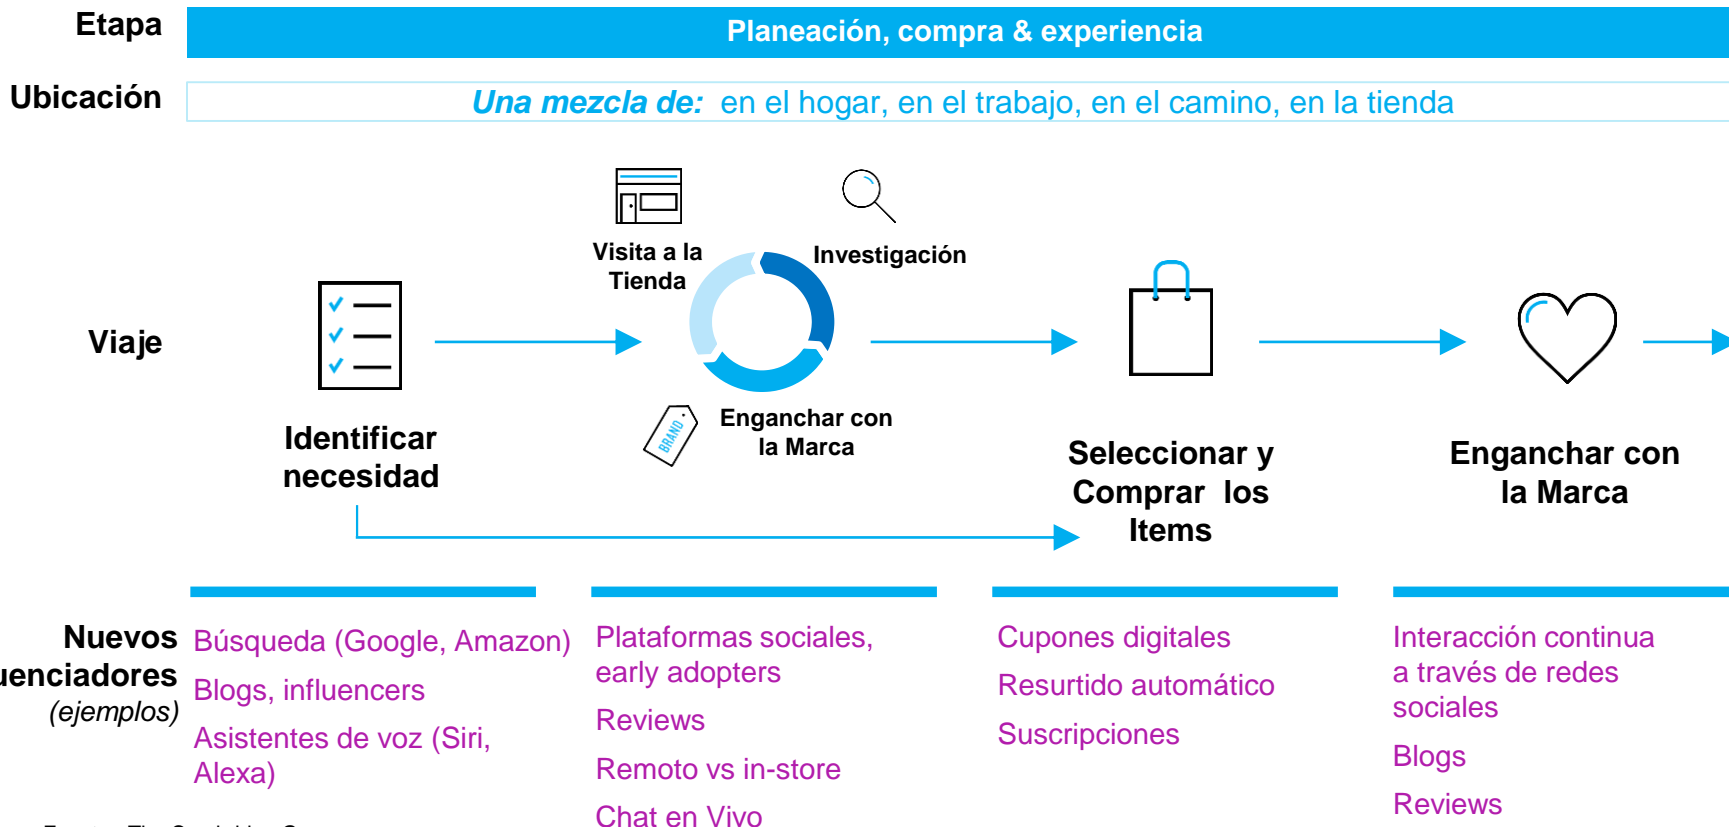 Etapa
Planeación, compra & experiencia
Ubicación
Una mezcla de: en el hogar, en el trabajo, en el camino, en la tienda
Visita a la
Tienda
Investigación
Viaje
BRAND
Enganchar con
la Marca
Identificar
necesidad
Seleccionar y
Comprar los
Items
Enganchar con
la Marca
Nuevos
uenciadores
(ejemplos)
Búsqueda (Google, Amazon)
Blogs, influencers
Asistentes de voz (Siri,
Alexa)
Plataformas sociales,
early adopters
Reviews
Remoto vs in-store
Chat en Vivo
Cupones digitales
Resurtido automático
Suscripciones
Interacción continua
a través de redes
sociales
Blogs
Reviews